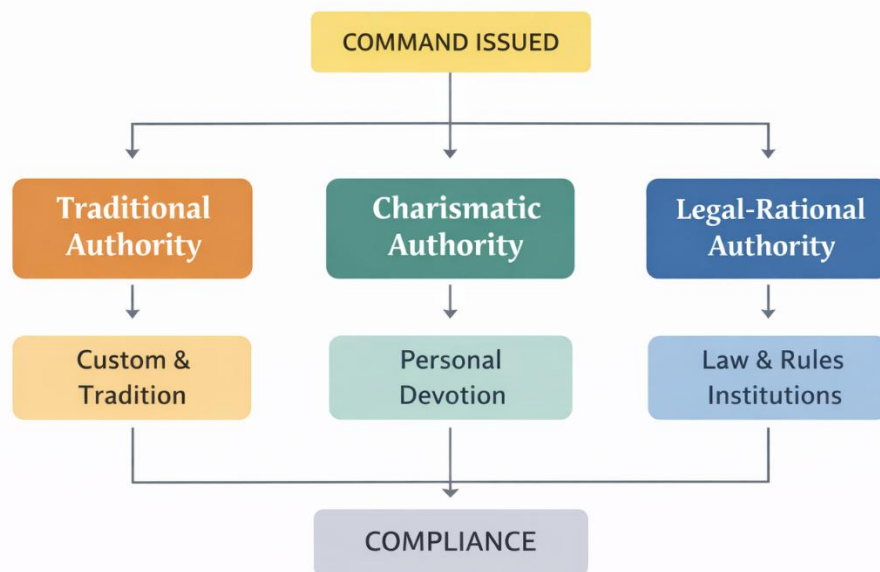 COMMAND ISSUED
Traditional
Authority
Charismatic
Authority
Legal-Rational
Authority
Custom &
Tradition
Personal
Devotion
Law & Rules
Institutions
COMPLIANCE